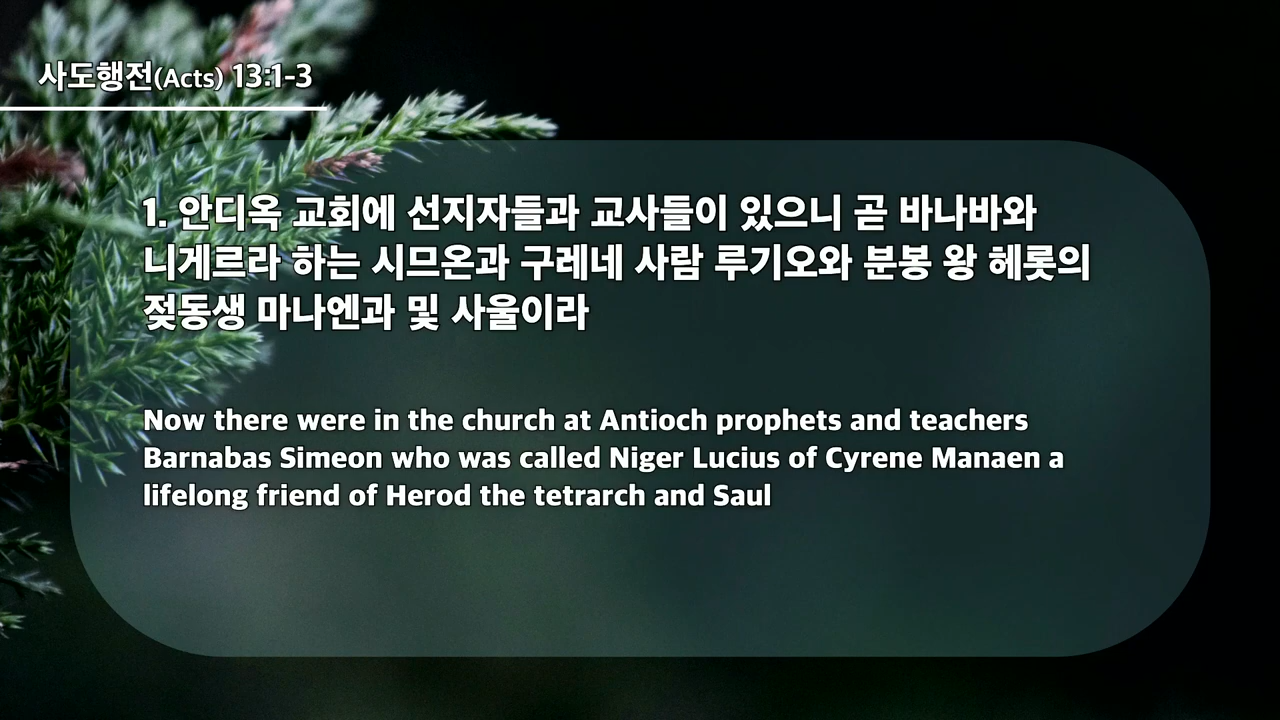 사도행전(Acts) 13:1-3
1. 안디옥 교회에 선지자들과 교사들이 있으니 곧 바나바와
니게르라 하는 시므온과 구레네 사람 루기오와 분봉 왕 헤롯의
젖동생 마나엔과 및 사울이라
Now there were in the church at Antioch prophets and teachers
Barnabas Simeon who was called Niger Lucius of Cyrene Manaen a
lifelong friend of Herod the tetrarch and Saul